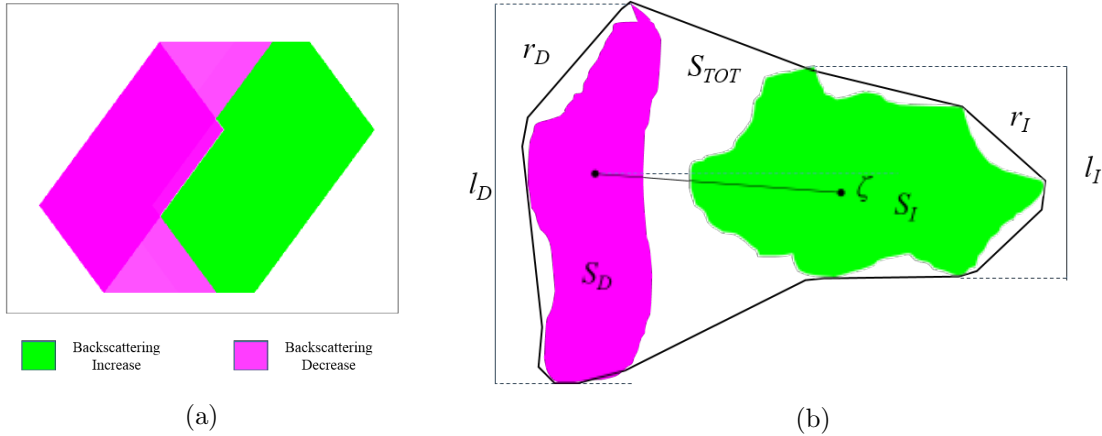 Backscattering
Increase
Backscattering
Decrease
(a)
r_D
S_TOT
r_I
l_D
l_I
ζ
S_I
S_D
(b)